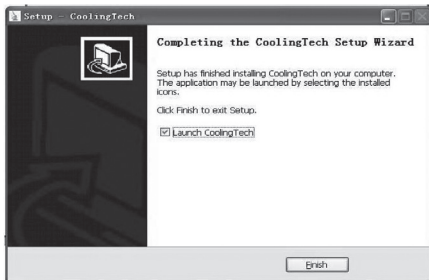 Setup - CoolingTech
Completing the CoolingTech Setup Wizard
Setup has finished installing CoolingTech on your computer.
The application may be launched by selecting the installed
icons.
Click Finish to exit Setup.
Launch CoolingTech
Finish